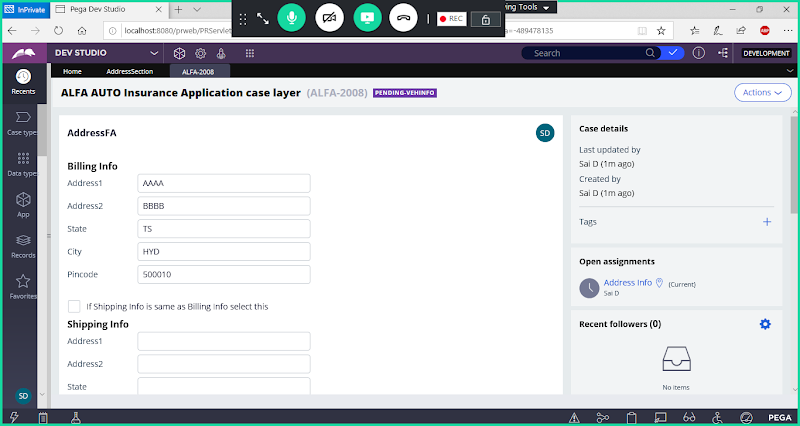 InPrivate
Pega Dev Studio
ing Tools
localhost:8080/prweb/PRServlet
a=-489478135
REC
ABP
DEV STUDIO
Search
DEVELOPMENT
Recents
Home
AddressSection
ALFA-2008
ALFA AUTO Insurance Application case layer (ALFA-2008) PENDING-VEHINFO
Actions
Case types
Data types
App
Records
Favorites
SD
AddressFA
SD
Billing Info
Address1 AAAA
Address2 BBBB
State TS
City HYD
Pincode 500010
If Shipping Info is same as Billing Info select this
Shipping Info
Address1
Address2
State
Case details
Last updated by
Sai D (1m ago)
Created by
Sai D (1m ago)
Tags
Open assignments
Address Info (Current)
Sai D
Recent followers (0)
No items
PEGA